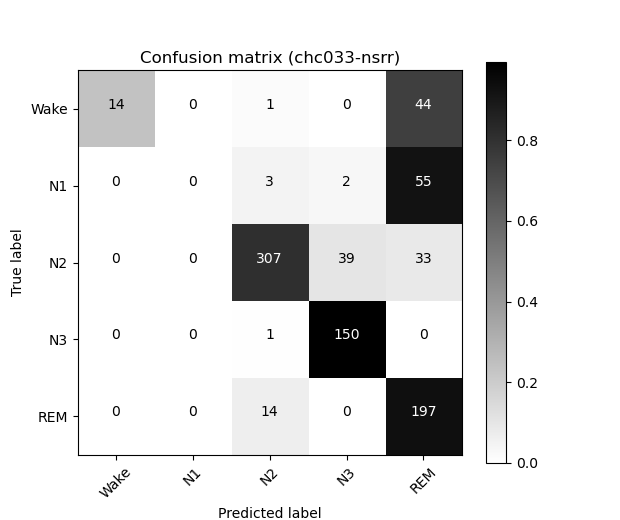 Confusion matrix (chc033-nsrr)
Wake 14 0 1 0 44
N1 0 0 3 2 55
N2 0 0 307 39 33
N3 0 0 1 150 0
REM 0 0 14 0 197
Wake N1 N2 N3 REM
Predicted label
True label
0.8
0.6
0.4
0.2
0.0